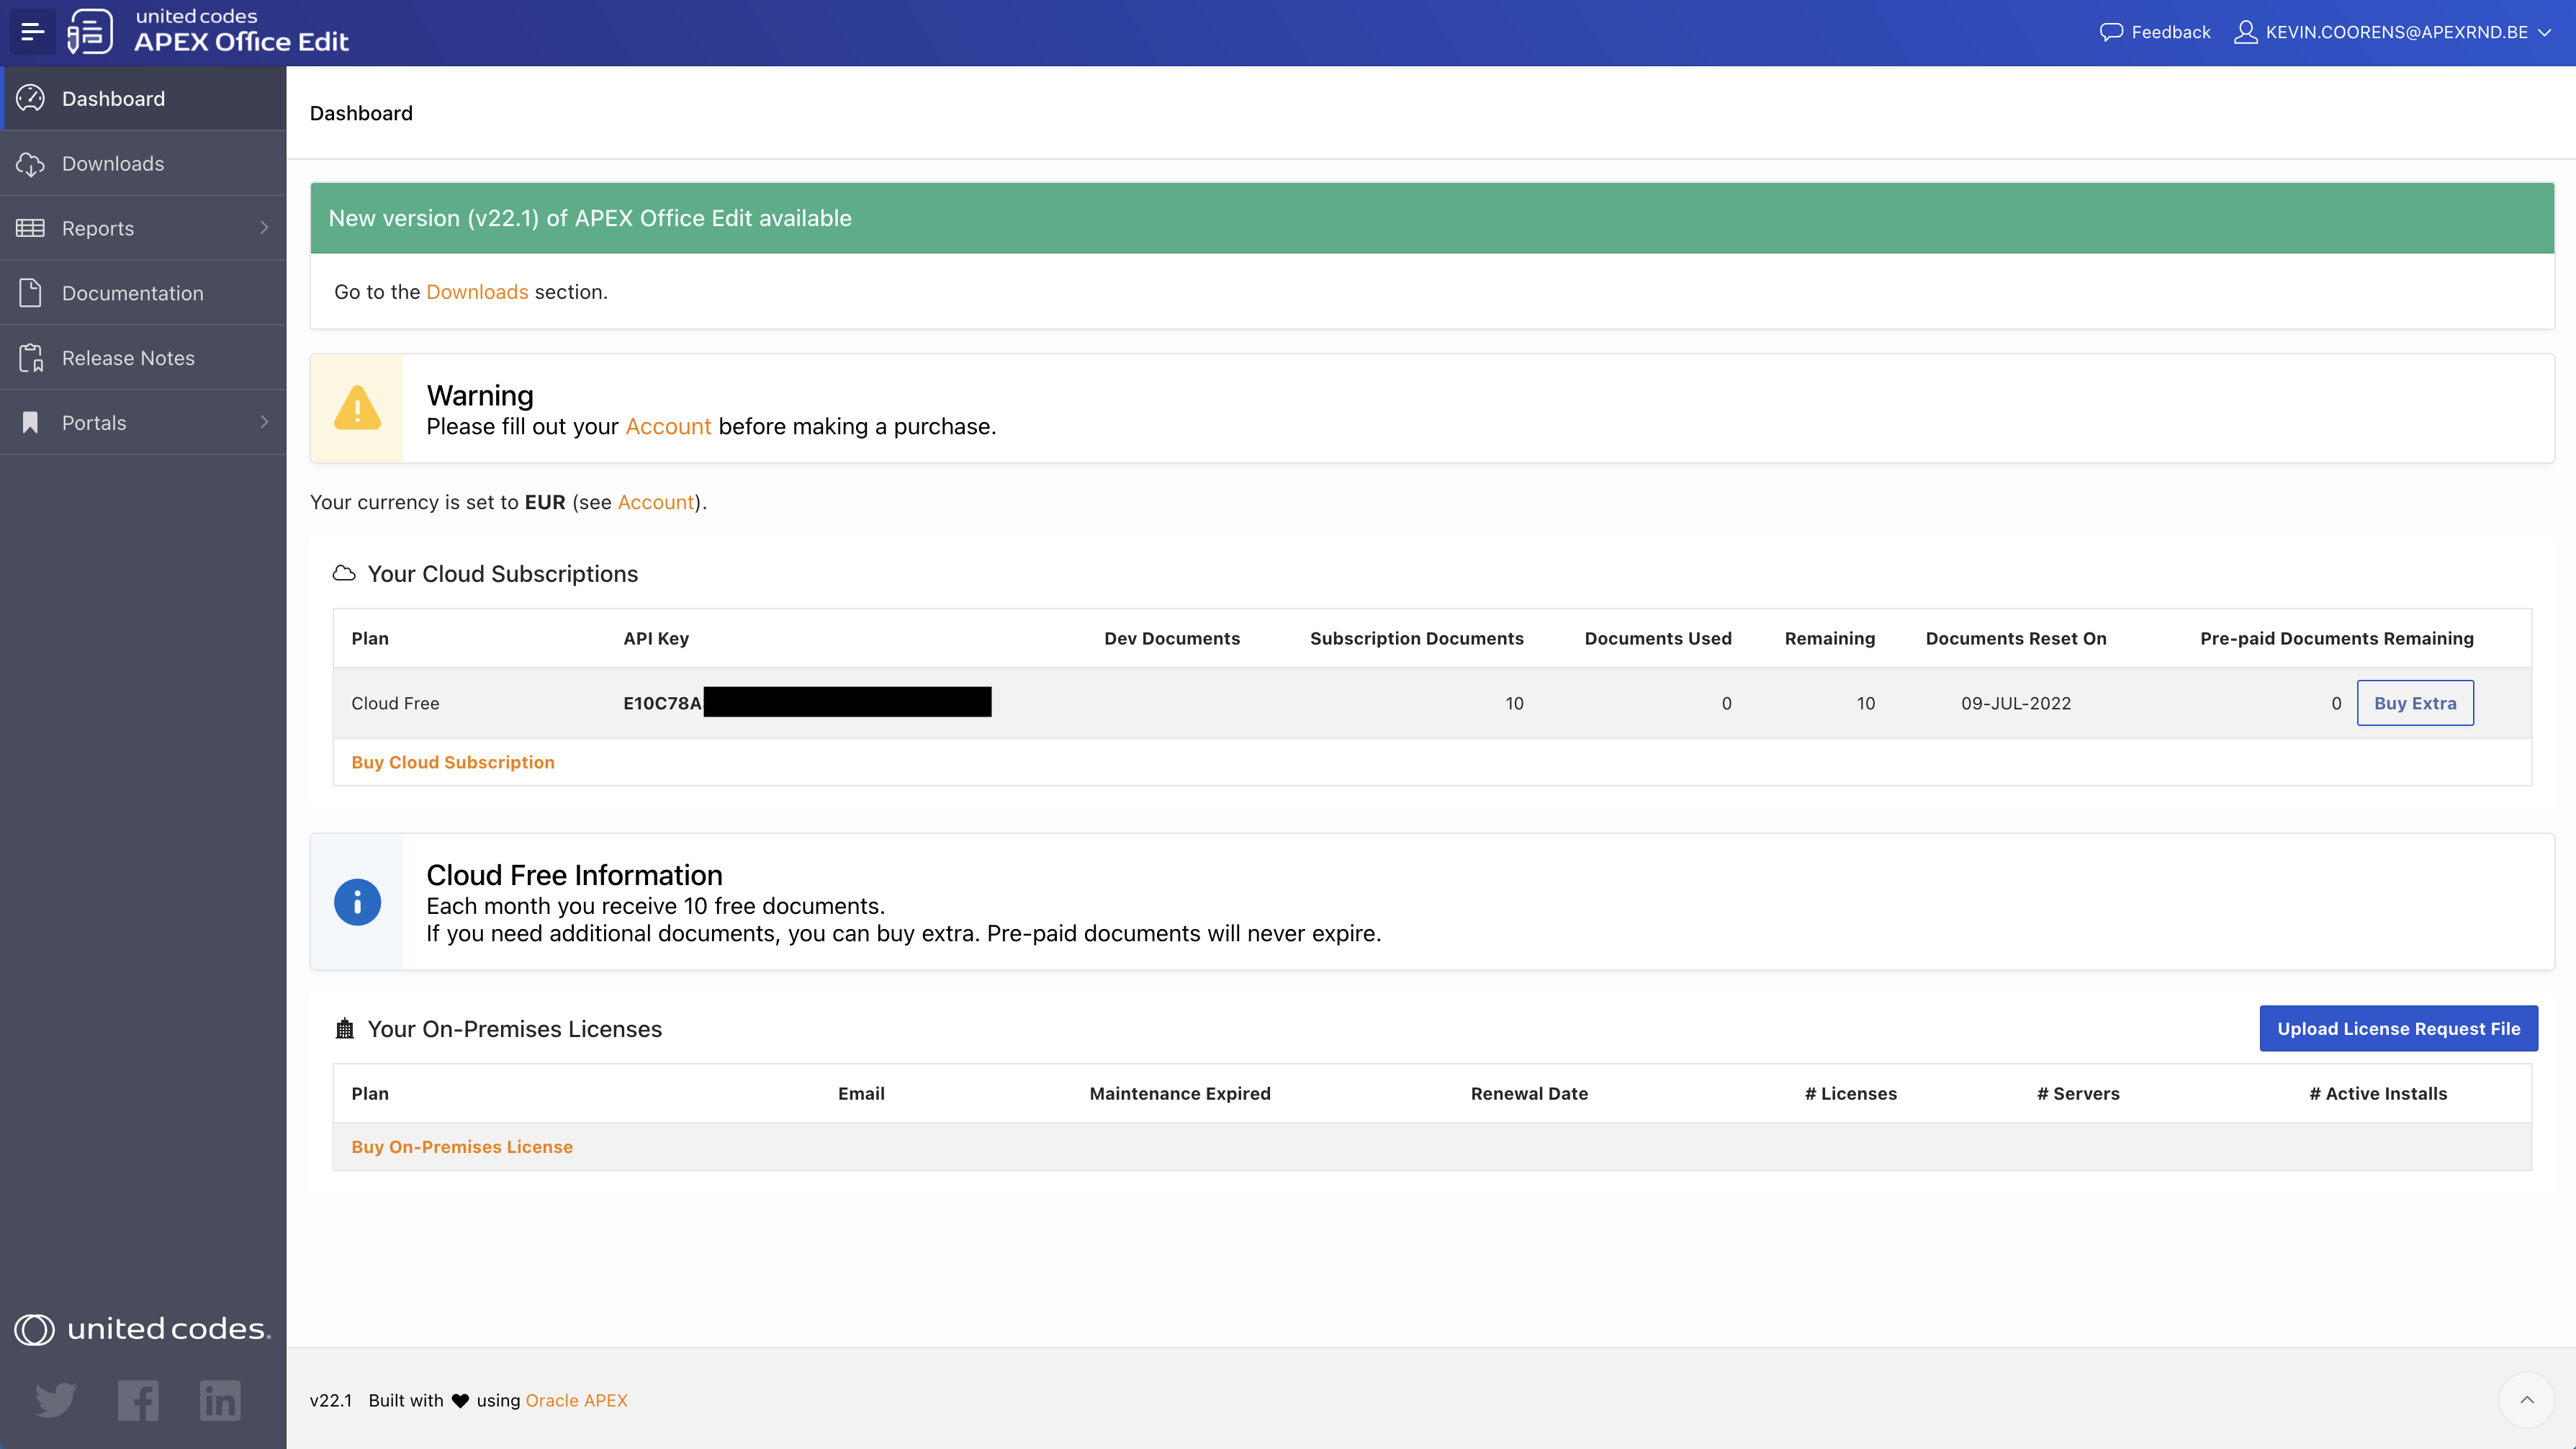 united codes
APEX Office Edit
Feedback
KEVIN.COORENS@APEXRND.BE
Dashboard
Downloads
Reports
Documentation
Release Notes
Portals
united codes.
Dashboard
New version (v22.1) of APEX Office Edit available
Go to the Downloads section.
Warning
Please fill out your Account before making a purchase.
Your currency is set to EUR (see Account).
Your Cloud Subscriptions
Plan API Key Dev Documents Subscription Documents Documents Used Remaining Documents Reset On Pre-paid Documents Remaining
Cloud Free E10C78A 10 0 10 09-JUL-2022 0 Buy Extra
Buy Cloud Subscription
Cloud Free Information
Each month you receive 10 free documents.
If you need additional documents, you can buy extra. Pre-paid documents will never expire.
Your On-Premises Licenses
Upload License Request File
Plan Email Maintenance Expired Renewal Date # Licenses # Servers # Active Installs
Buy On-Premises License
v22.1 Built with ♥ using Oracle APEX